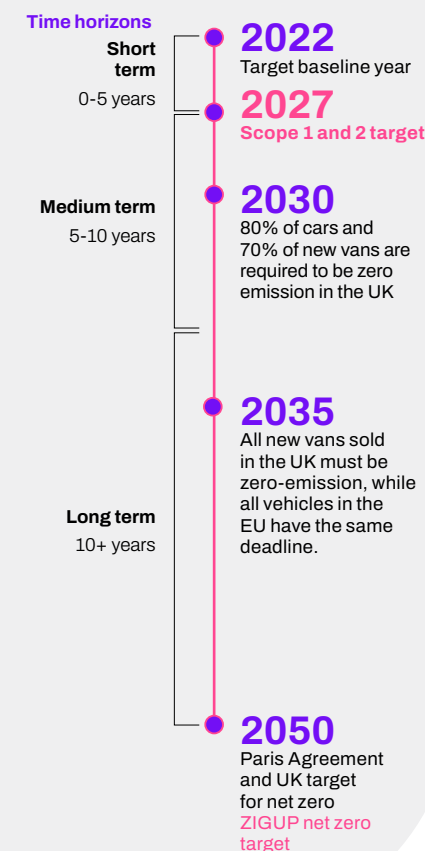 Time horizons
Short
term
0-5 years
2022
Target baseline year
2027
Scope 1 and 2 target
Medium term
5-10 years
2030
80% of cars and
70% of new vans are
required to be zero
emission in the UK
2035
All new vans sold
in the UK must be
zero-emission, while
all vehicles in the
EU have the same
deadline.
Long term
10+ years
2050
Paris Agreement
and UK target
for net zero
ZIGUP net zero
target